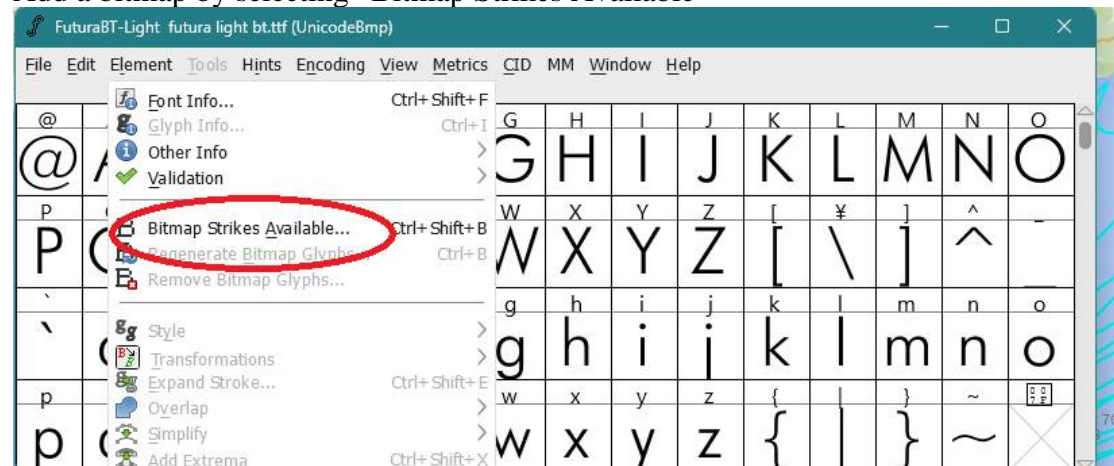 Add a bitmap by selecting "Bitmap Strikes Available"
FuturaBT-Light futura light bt.ttf (UnicodeBmp)
File Edit Element Tools Hints Encoding View Metrics CID MM Window Help
Font Info... Ctrl+Shift+F
Glyph Info... Ctrl+I
Other Info
Validation
Bitmap Strikes Available... Ctrl+Shift+B
Regenerate Bitmap Glyphs... Ctrl+B
Remove Bitmap Glyphs...
Style
Transformations
Expand Stroke... Ctrl+Shift+E
Overlap
Simplify
Add Extrema Ctrl+Shift+X
@ G H I J K L M N O
@ G H I J K L M N O
P W X Y Z [ ¥ ] ^ _
P W X Y Z [ \ ] ^ _
` g h i j k l m n o
` g h i j k l m n o
p w x y z { | } ~
p w x y z { | } ~